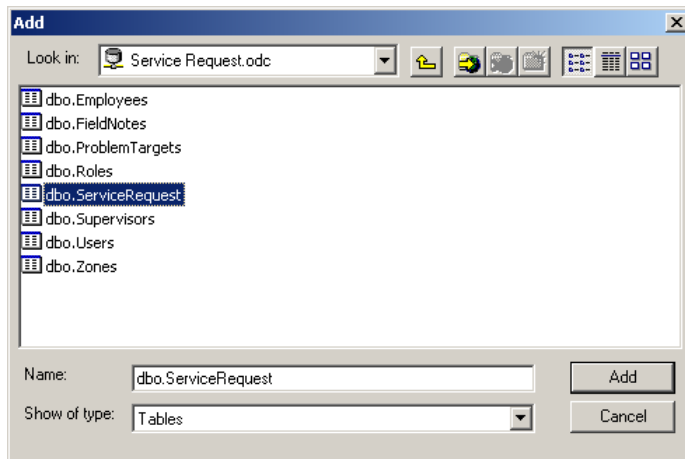 Add
Look in: Service Request.odc
dbo.Employees
dbo.FieldNotes
dbo.ProblemTargets
dbo.Roles
dbo.ServiceRequest
dbo.Supervisors
dbo.Users
dbo.Zones
Name: dbo.ServiceRequest Add
Show of type: Tables Cancel